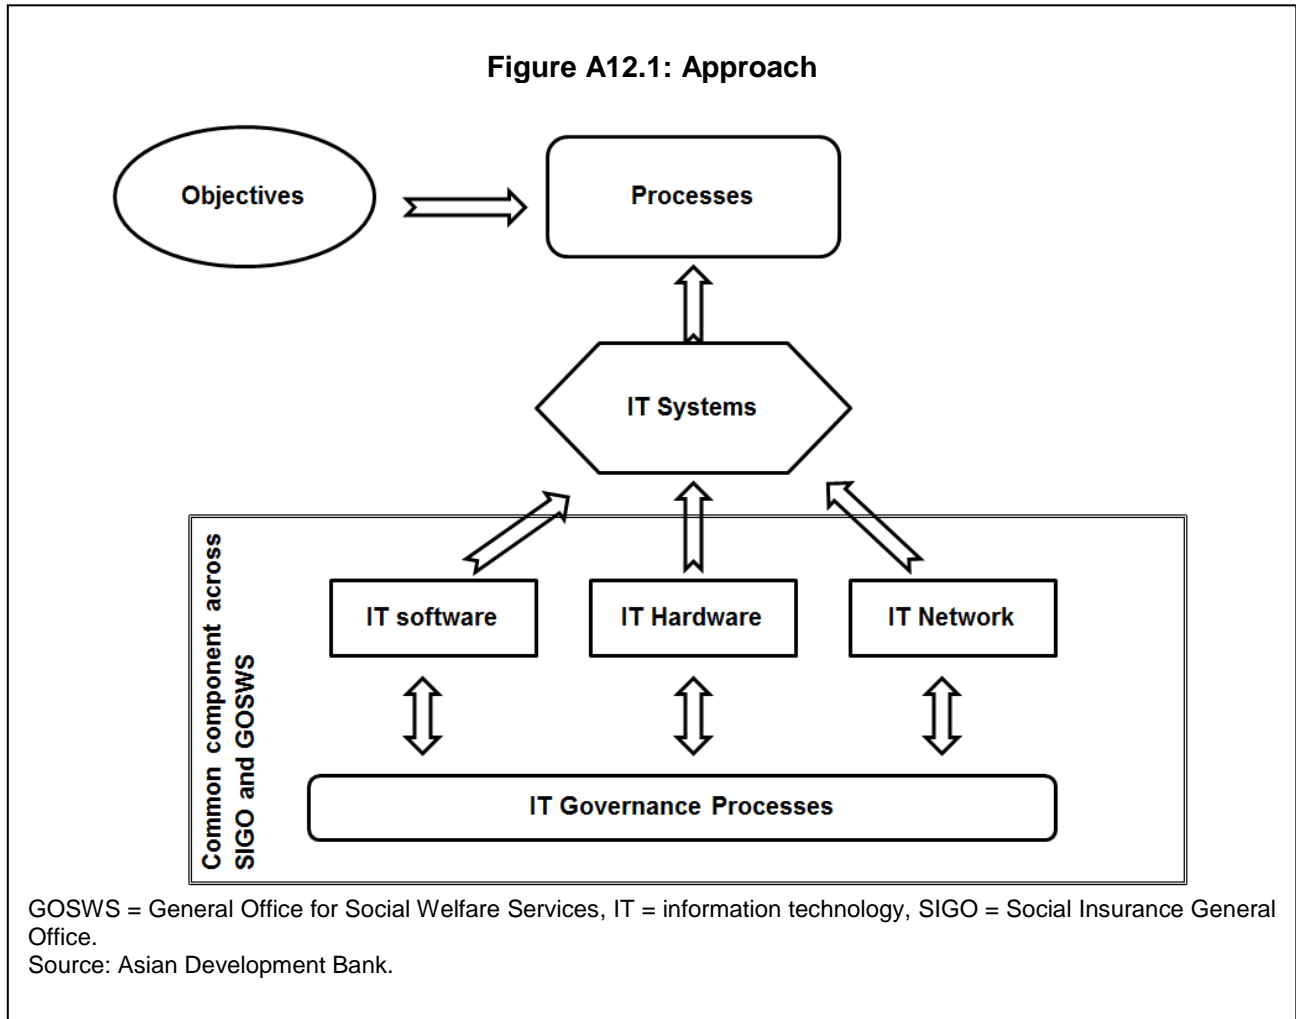 Figure A12.1: Approach
Objectives
Processes
IT Systems
Common component across
SIGO and GOSWS
IT software
IT Hardware
IT Network
IT Governance Processes
GOSWS = General Office for Social Welfare Services, IT = information technology, SIGO = Social Insurance General
Office.
Source: Asian Development Bank.